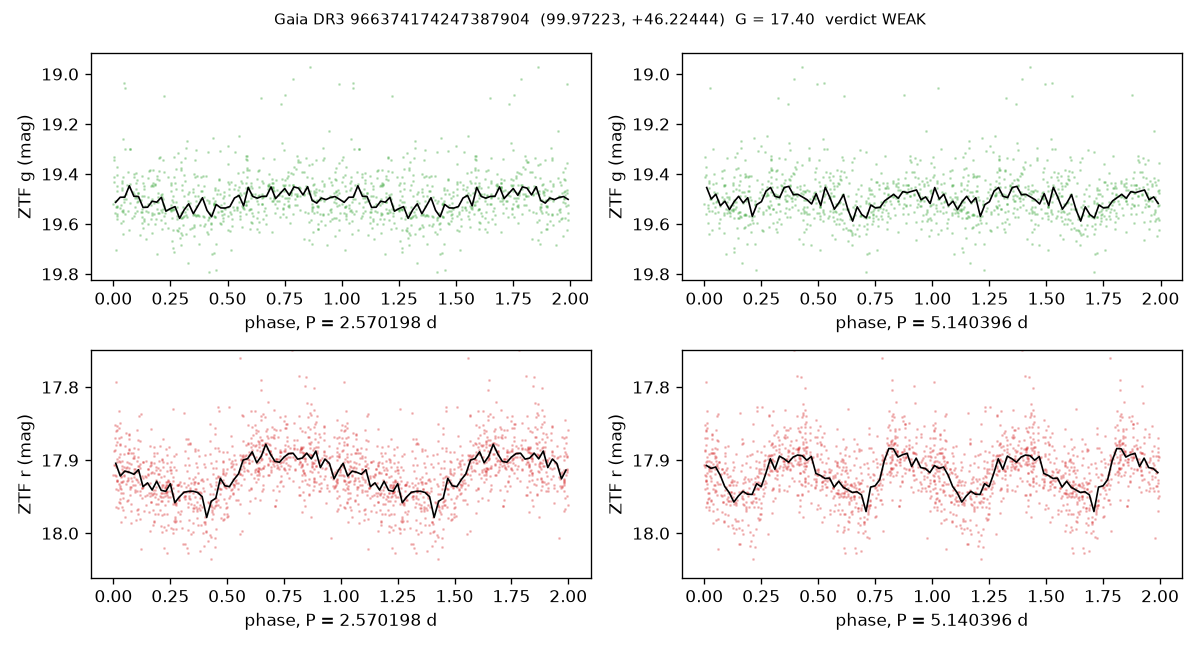 Gaia DR3 966374174247387904  (99.97223, +46.22444)  G = 17.40  verdict WEAK
ZTF g (mag)
19.0
19.2
19.4
19.6
19.8
0.00 0.25 0.50 0.75 1.00 1.25 1.50 1.75 2.00
phase, P = 2.570198 d
ZTF g (mag)
19.0
19.2
19.4
19.6
19.8
0.00 0.25 0.50 0.75 1.00 1.25 1.50 1.75 2.00
phase, P = 5.140396 d
ZTF r (mag)
17.8
17.9
18.0
0.00 0.25 0.50 0.75 1.00 1.25 1.50 1.75 2.00
phase, P = 2.570198 d
ZTF r (mag)
17.8
17.9
18.0
0.00 0.25 0.50 0.75 1.00 1.25 1.50 1.75 2.00
phase, P = 5.140396 d